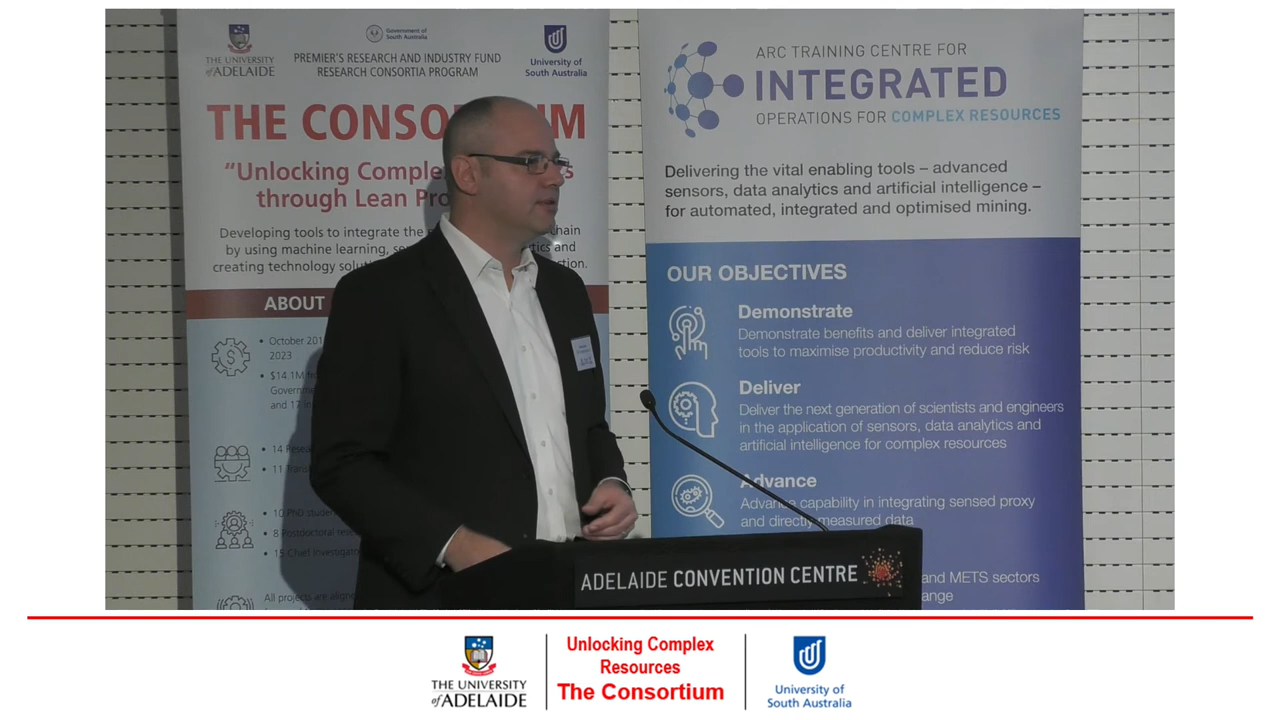 THE UNIVERSITY
of ADELAIDE
Government of
South Australia
PREMIER'S RESEARCH AND INDUSTRY FUND
RESEARCH CONSORTIA PROGRAM
University of
South Australia
THE CONSO M
"Unlocking Comple s
through Lean Pro
Developing tools to integrate the chain
by using machine learning, tics and
creating technology ction.
ABOUT
• October 201
2023
• $14.1M
Governm
and 17 in
• 14 Resea
• 11 Trans
• 10 PhD student
• 8 Postdoctoral
• 15 Chief Investigato
All projects are aligne
ARC TRAINING CENTRE FOR
INTEGRATED
OPERATIONS FOR COMPLEX RESOURCES
Delivering the vital enabling tools – advanced
sensors, data analytics and artificial intelligence –
for automated, integrated and optimised mining.
OUR OBJECTIVES
Demonstrate
Demonstrate benefits and deliver integrated
tools to maximise productivity and reduce risk
Deliver
Deliver the next generation of scientists and engineers
in the application of sensors, data analytics and
artificial intelligence for complex resources
Advance
Advance capability in integrating sensed proxy
and directly measured data
and METS sectors
ange
ADELAIDE CONVENTION CENTRE
THE UNIVERSITY
of ADELAIDE
Unlocking Complex
Resources
The Consortium
University of
South Australia